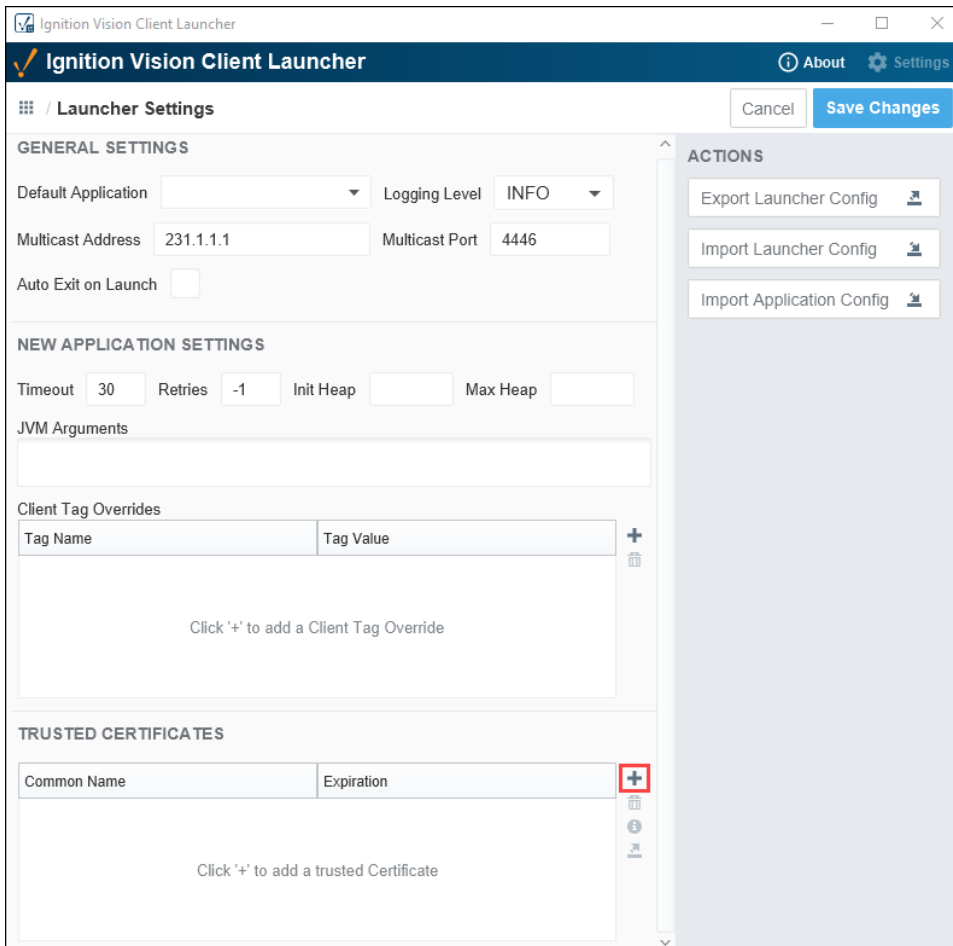 Ignition Vision Client Launcher
Ignition Vision Client Launcher About Settings
/ Launcher Settings Cancel Save Changes
GENERAL SETTINGS
Default Application Logging Level INFO
Multicast Address 231.1.1.1 Multicast Port 4446
Auto Exit on Launch
NEW APPLICATION SETTINGS
Timeout 30 Retries -1 Init Heap Max Heap
JVM Arguments
Client Tag Overrides
Tag Name Tag Value
Click '+' to add a Client Tag Override
TRUSTED CERTIFICATES
Common Name Expiration
Click '+' to add a trusted Certificate
ACTIONS
Export Launcher Config
Import Launcher Config
Import Application Config